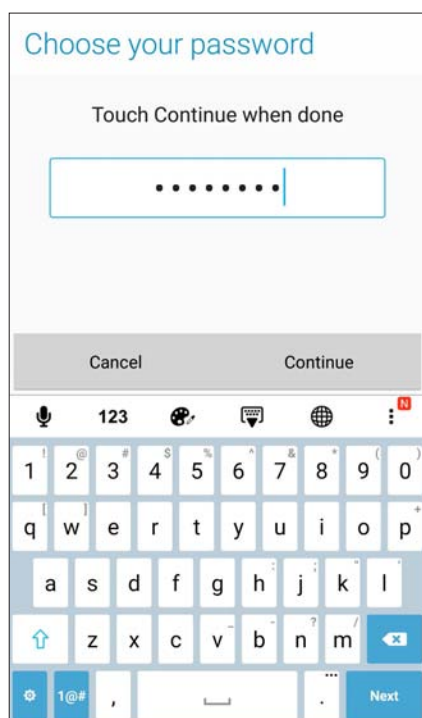 Choose your password
Touch Continue when done
••••••••
Cancel Continue
123 N
! @ # $ % ^ & * ( )
1 2 3 4 5 6 7 8 9 0
[ ] +
q w e r t y u i o p
: ; " '
a s d f g h j k l
_ - ? /
z x c v b n m
1@# , . Next